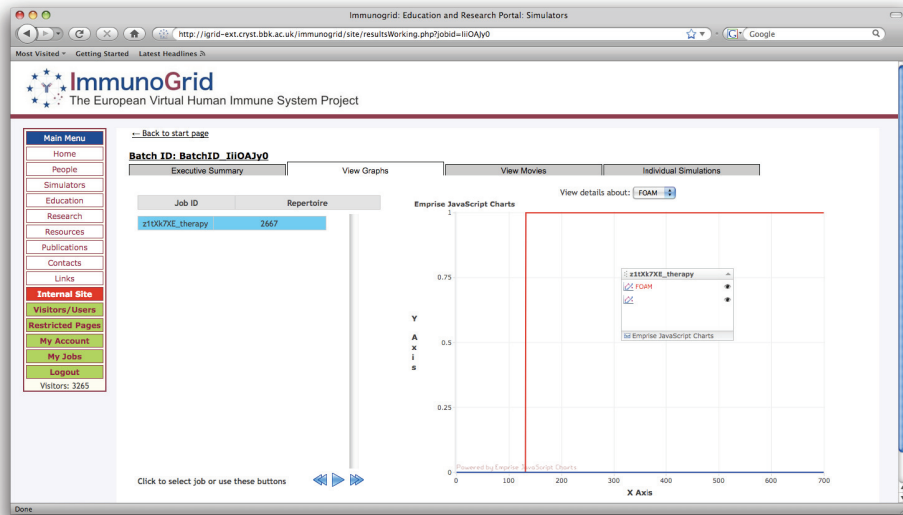 Immunogrid: Education and Research Portal: Simulators
http://igrid-ext.cryst.bbk.ac.uk/immunogrid/site/resultsWorking.php?jobid=IiiOAJy0
Google
Most Visited Getting Started Latest Headlines
ImmunoGrid
The European Virtual Human Immune System Project
Main Menu
Home
People
Simulators
Education
Research
Resources
Publications
Contacts
Links
Internal Site
Visitors/Users
Restricted Pages
My Account
My Jobs
Logout
Visitors: 3265
← Back to start page
Batch ID: BatchID_IiiOAJy0
Executive Summary View Graphs View Movies Individual Simulations
View details about: FOAM
Job ID Repertoire
z1tXk7XE_therapy 2667
Click to select job or use these buttons
Emprise JavaScript Charts
1
0.75
0.5
0.25
0
Y Axis
z1tXk7XE_therapy
FOAM
Emprise JavaScript Charts
Powered by Emprise JavaScript Charts
0 100 200 300 400 500 600 700
X Axis
Done